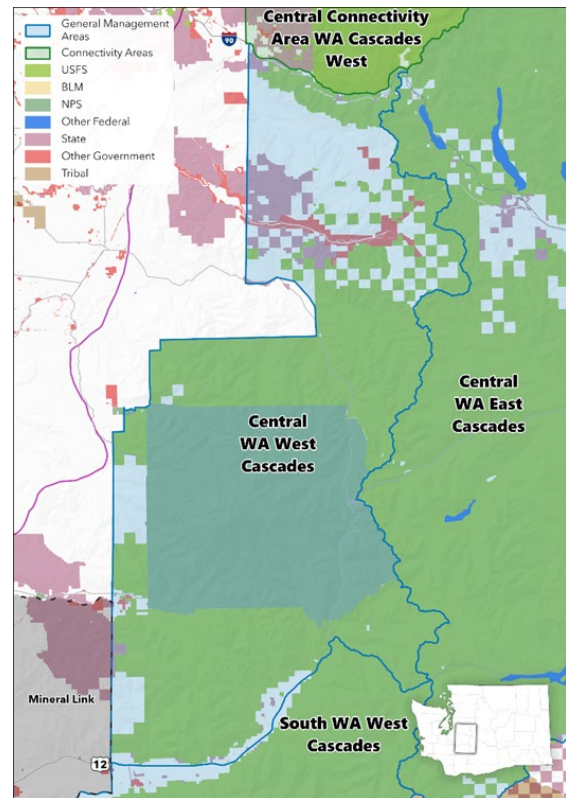 General Management
Areas
Connectivity Areas
USFS
BLM
NPS
Other Federal
State
Other Government
Tribal
90
Central Connectivity
Area WA Cascades
West
Central
WA East
Cascades
Central
WA West
Cascades
Mineral Link
South WA West
Cascades
12